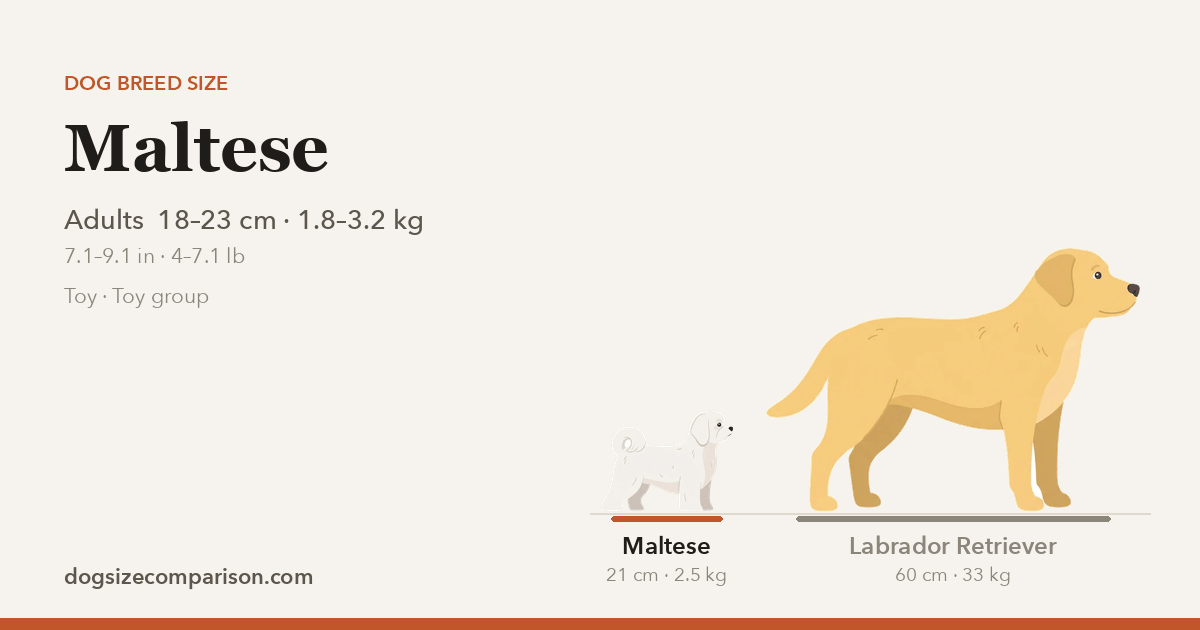 DOG BREED SIZE
Maltese
Adults 18–23 cm · 1.8–3.2 kg
7.1–9.1 in · 4–7.1 lb
Toy · Toy group
Maltese
21 cm · 2.5 kg
Labrador Retriever
60 cm · 33 kg
dogsizecomparison.com